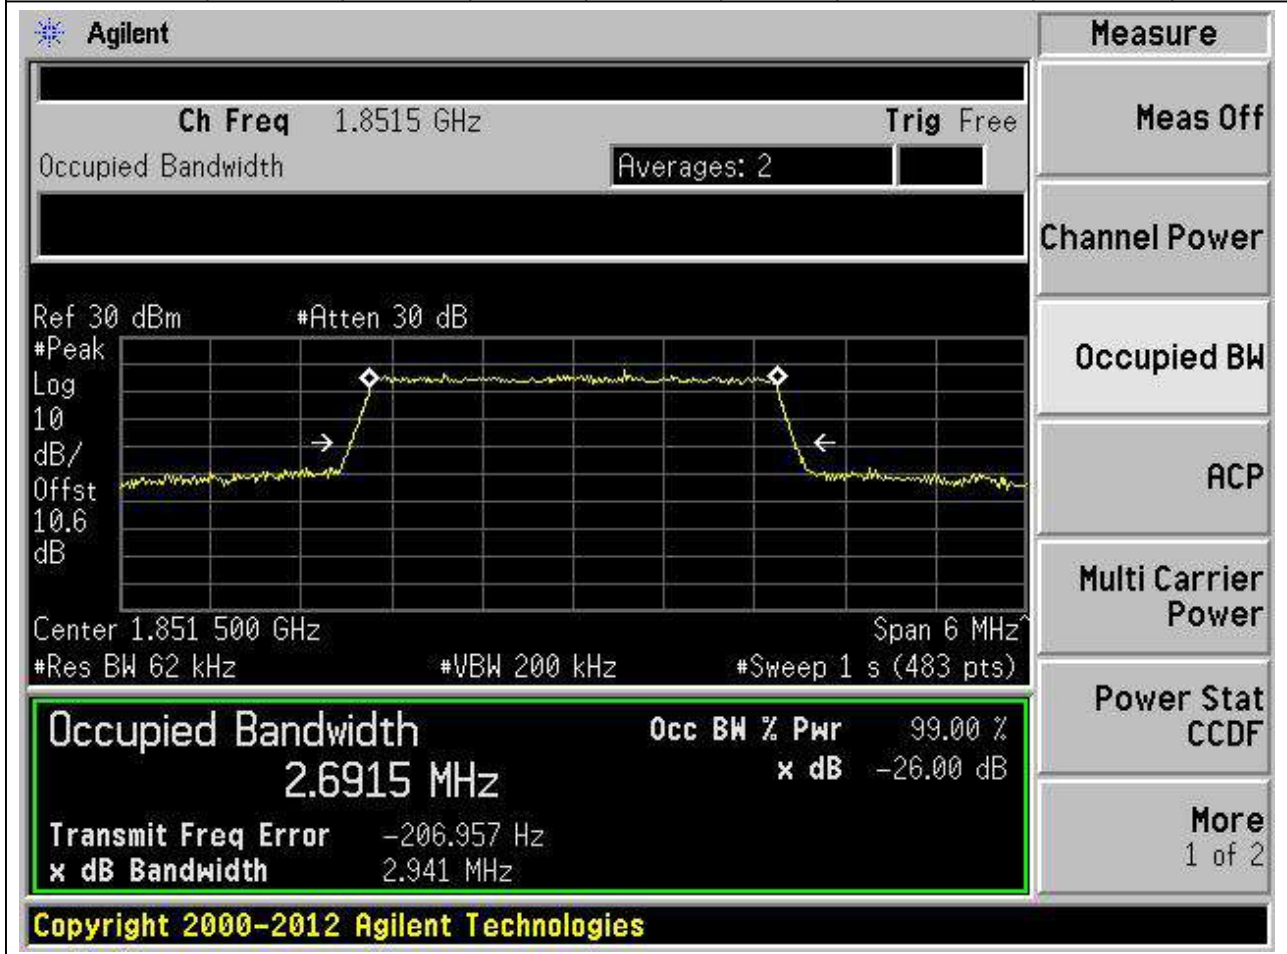 Agilent
Measure
Ch Freq 1.8515 GHz Trig Free
Occupied Bandwidth Averages: 2
Ref 30 dBm #Atten 30 dB
#Peak
Log
10
dB/
Offst
10.6
dB
Center 1.851 500 GHz Span 6 MHz^
#Res BW 62 kHz #VBW 200 kHz #Sweep 1 s (483 pts)
Occupied Bandwidth Occ BW % Pwr 99.00 %
2.6915 MHz x dB -26.00 dB
Transmit Freq Error -206.957 Hz
x dB Bandwidth 2.941 MHz
Copyright 2000-2012 Agilent Technologies
Meas Off
Channel Power
Occupied BW
ACP
Multi Carrier
Power
Power Stat
CCDF
More
1 of 2